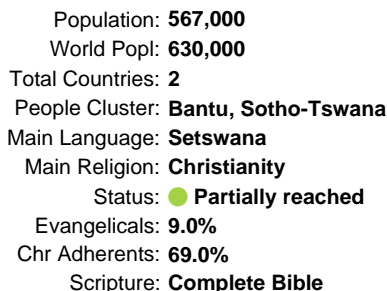 Population: 567,000
World Popl: 630,000
Total Countries: 2
People Cluster: Bantu, Sotho-Tswana
Main Language: Setswana
Main Religion: Christianity
Status: Partially reached
Evangelicals: 9.0%
Chr Adherents: 69.0%
Scripture: Complete Bible